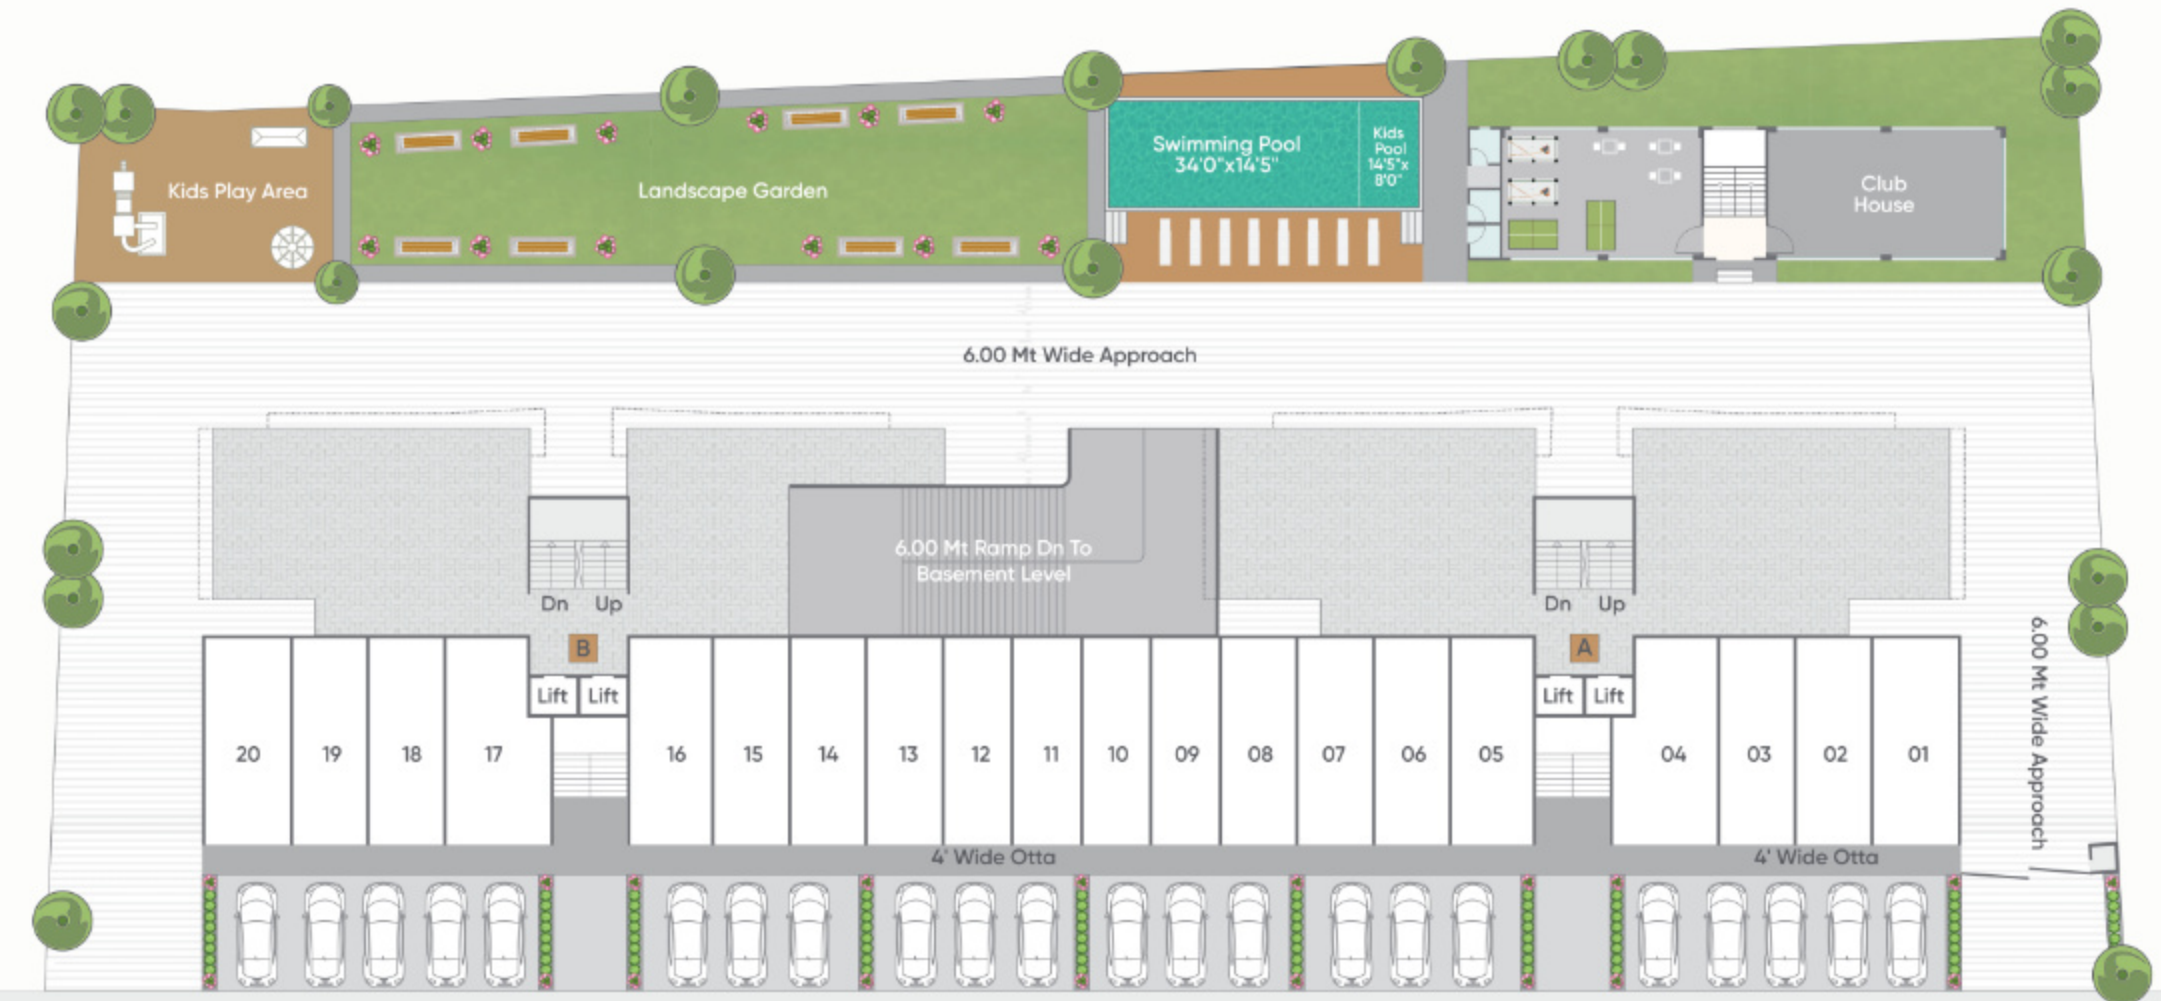 Kids Play Area
Landscape Garden
Swimming Pool
34'0"x14'5"
Kids
Pool
14'5"x
8'0"
Club
House
6.00 Mt Wide Approach
6.00 Mt Ramp Dn To
Basement Level
Dn Up
Dn Up
B
A
Lift Lift
Lift Lift
20 19 18 17 16 15 14 13 12 11 10 09 08 07 06 05 04 03 02 01
6.00 Mt Wide Approach
4' Wide Otta
4' Wide Otta